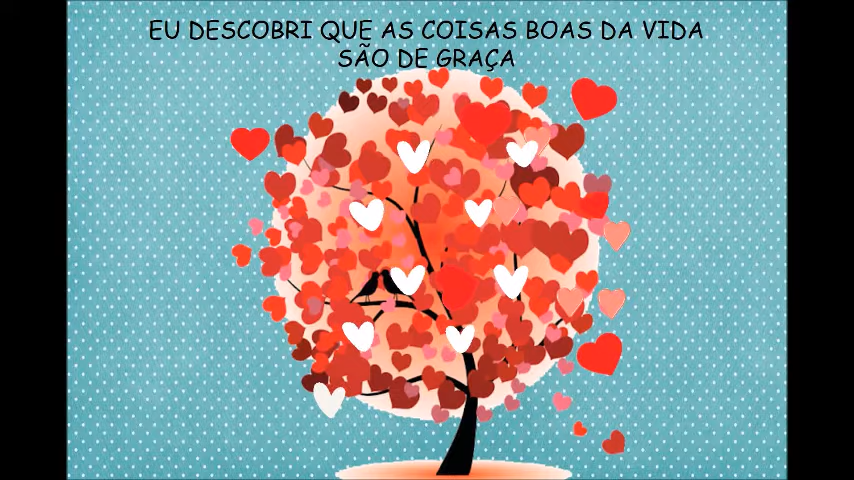 EU DESCOBRI QUE AS COISAS BOAS DA VIDA
SÃO DE GRAÇA